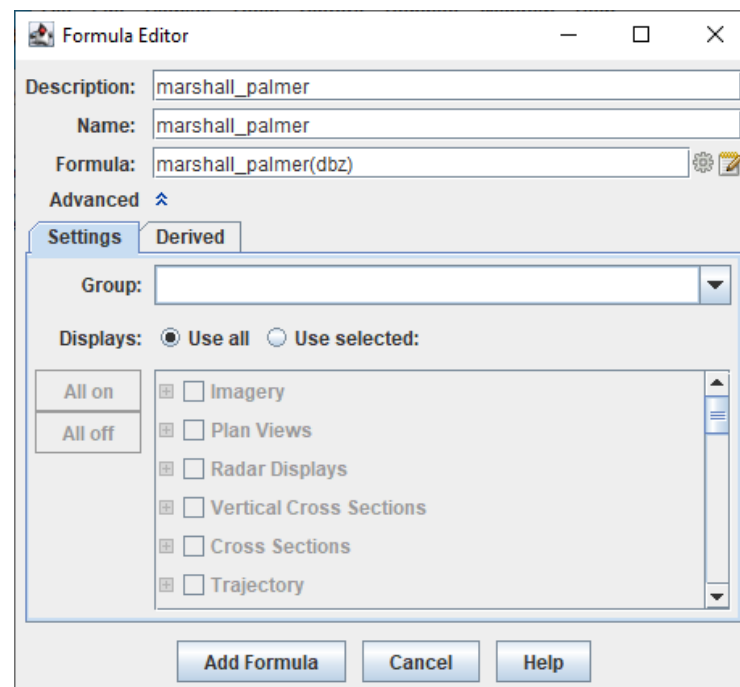 Formula Editor
Description: marshall_palmer
Name: marshall_palmer
Formula: marshall_palmer(dbz)
Advanced
Settings Derived
Group:
Displays: Use all Use selected:
All on
All off
Imagery
Plan Views
Radar Displays
Vertical Cross Sections
Cross Sections
Trajectory
Add Formula Cancel Help